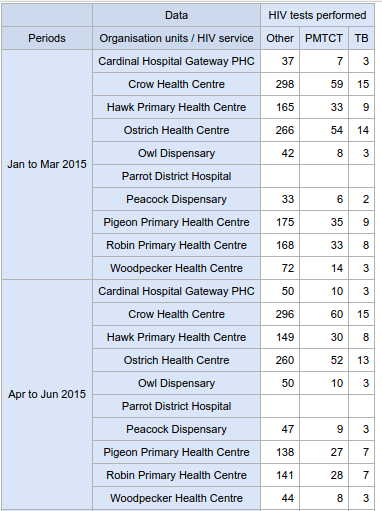 Data HIV tests performed
Periods Organisation units / HIV service Other PMTCT TB
Jan to Mar 2015
Cardinal Hospital Gateway PHC 37 7 3
Crow Health Centre 298 59 15
Hawk Primary Health Centre 165 33 9
Ostrich Health Centre 266 54 14
Owl Dispensary 42 8 3
Parrot District Hospital
Peacock Dispensary 33 6 2
Pigeon Primary Health Centre 175 35 9
Robin Primary Health Centre 168 33 8
Woodpecker Health Centre 72 14 3
Apr to Jun 2015
Cardinal Hospital Gateway PHC 50 10 3
Crow Health Centre 296 60 15
Hawk Primary Health Centre 149 30 8
Ostrich Health Centre 260 52 13
Owl Dispensary 50 10 3
Parrot District Hospital
Peacock Dispensary 47 9 3
Pigeon Primary Health Centre 138 27 7
Robin Primary Health Centre 141 28 7
Woodpecker Health Centre 44 8 3